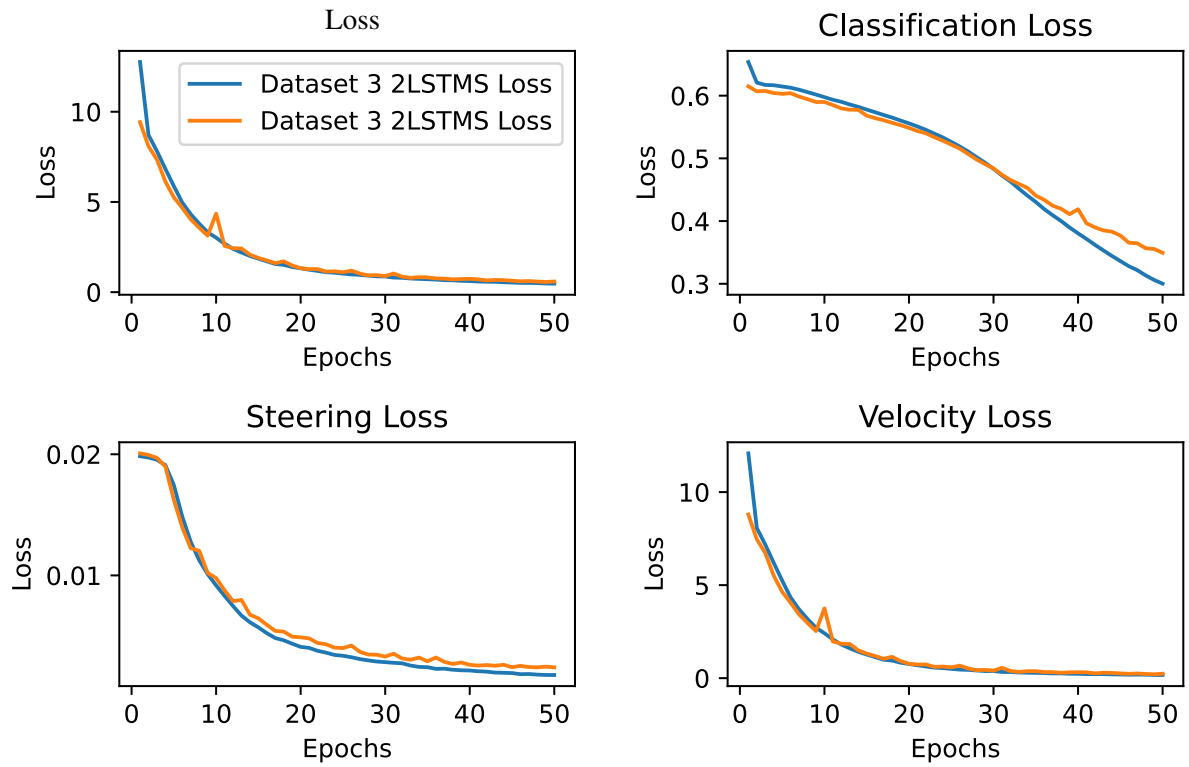 Loss
10
5
0
Loss
Dataset 3 2LSTMS Loss
Dataset 3 2LSTMS Loss
0 10 20 30 40 50
Epochs
Classification Loss
0.6
0.5
0.4
0.3
Loss
0 10 20 30 40 50
Epochs
Steering Loss
0.02
0.01
Loss
0 10 20 30 40 50
Epochs
Velocity Loss
10
5
0
Loss
0 10 20 30 40 50
Epochs